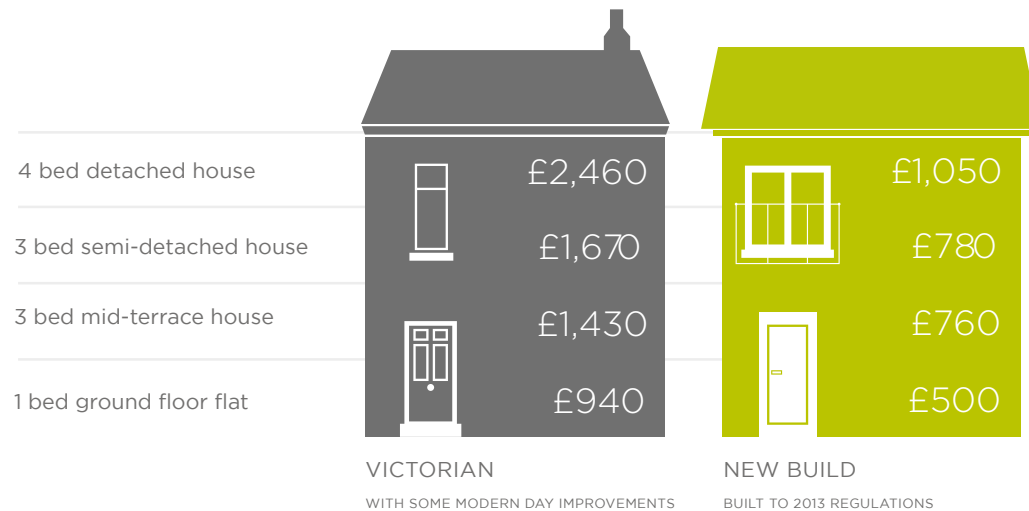 4 bed detached house £2,460 £1,050
3 bed semi-detached house £1,670 £780
3 bed mid-terrace house £1,430 £760
1 bed ground floor flat £940 £500
VICTORIAN NEW BUILD
WITH SOME MODERN DAY IMPROVEMENTS BUILT TO 2013 REGULATIONS